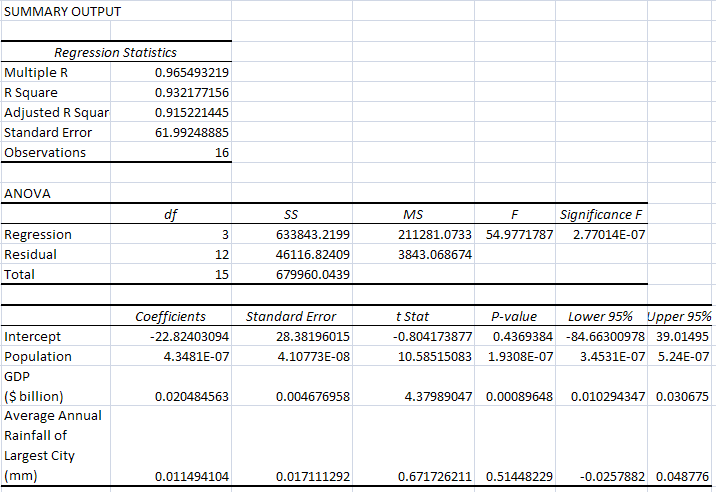 SUMMARY OUTPUT
Regression Statistics
Multiple R 0.965493219
R Square 0.932177156
Adjusted R Squar 0.915221445
Standard Error 61.99248885
Observations 16
ANOVA
df SS MS F Significance F
Regression 3 633843.2199 211281.0733 54.9771787 2.77014E-07
Residual 12 46116.82409 3843.068674
Total 15 679960.0439
Coefficients Standard Error t Stat P-value Lower 95% Upper 95%
Intercept -22.82403094 28.38196015 -0.804173877 0.4369384 -84.66300978 39.01495
Population 4.3481E-07 4.10773E-08 10.58515083 1.9308E-07 3.4531E-07 5.24E-07
GDP
($ billion) 0.020484563 0.004676958 4.37989047 0.00089648 0.010294347 0.030675
Average Annual
Rainfall of
Largest City
(mm) 0.011494104 0.017111292 0.671726211 0.51448229 -0.0257882 0.048776